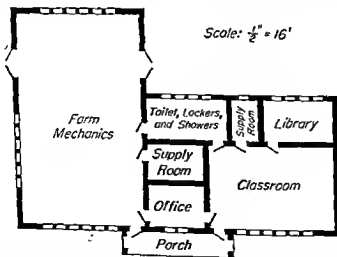 Scale: ½" = 16'
Farm
Mechanics
Toilet, Lockers,
and Showers
Supply
Room
Library
Supply
Room
Classroom
Office
Porch